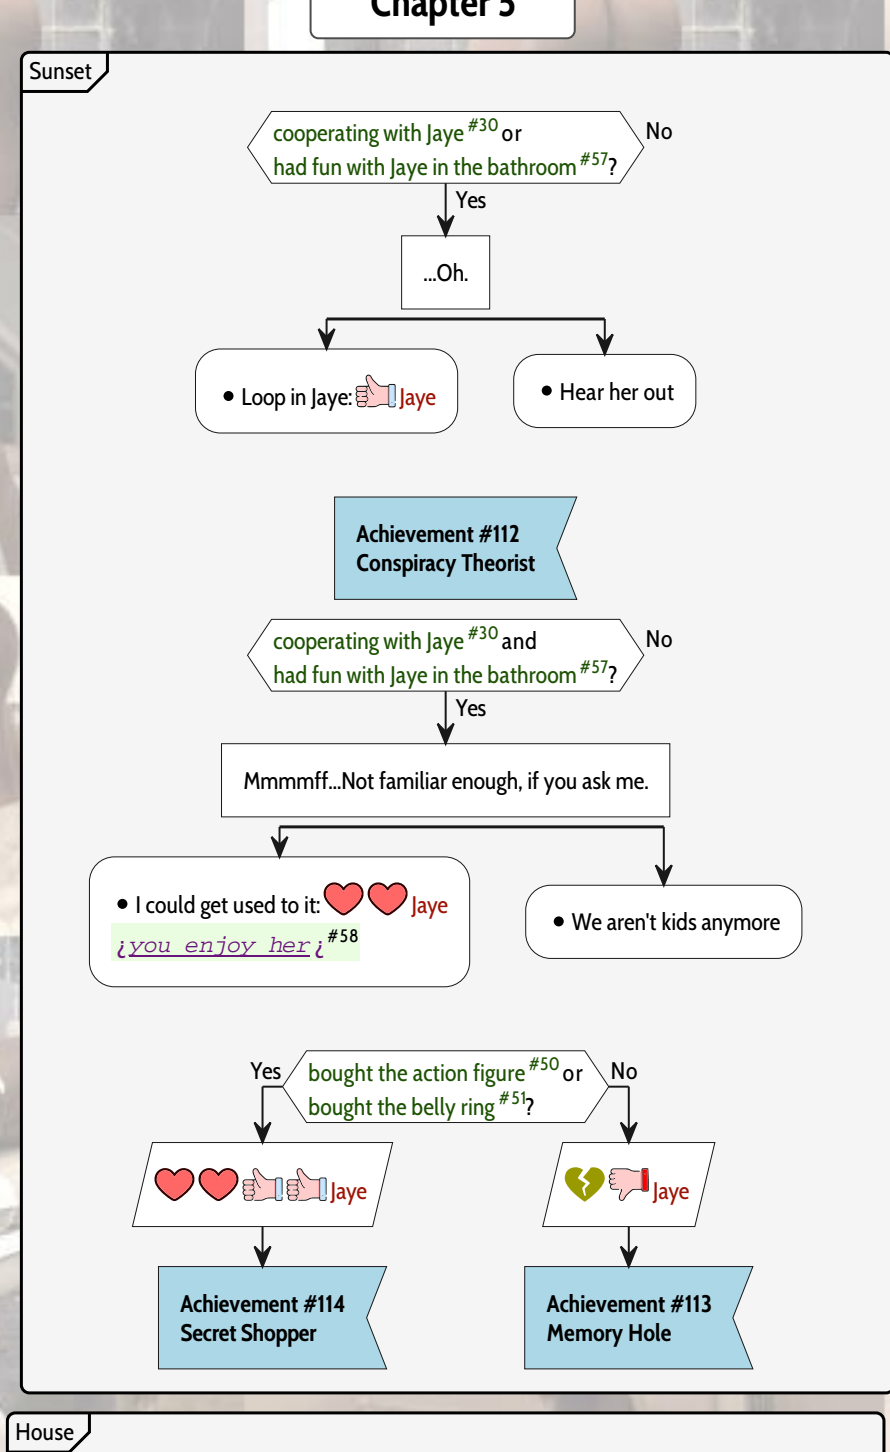 Chapter 5
Sunset
cooperating with Jaye #30 or
had fun with Jaye in the bathroom #57?
No
Yes
...Oh.
• Loop in Jaye: Jaye
• Hear her out
Achievement #112
Conspiracy Theorist
cooperating with Jaye #30 and
had fun with Jaye in the bathroom #57?
No
Yes
Mmmmff...Not familiar enough, if you ask me.
• I could get used to it: Jaye
¿you enjoy her¿ #58
• We aren't kids anymore
Yes
bought the action figure #50 or
bought the belly ring #51?
No
Jaye
Jaye
Achievement #114
Secret Shopper
Achievement #113
Memory Hole
House